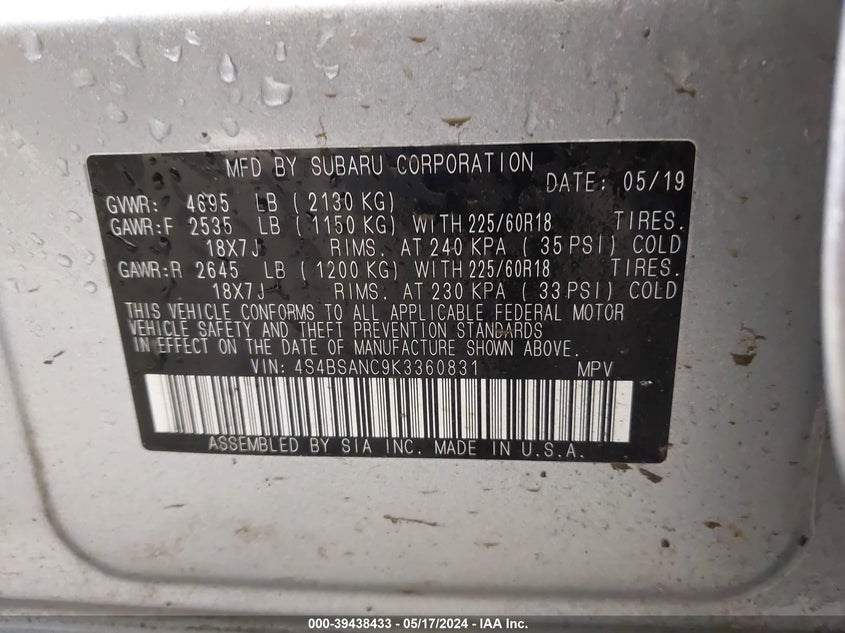 MFD BY SUBARU CORPORATION
DATE: 05/19
GVWR: 4695 LB ( 2130 KG)
GAWR:F 2535 LB ( 1150 KG) WITH 225/60R18 TIRES.
18X7J RIMS. AT 240 KPA ( 35 PSI) COLD
GAWR:R 2645 LB ( 1200 KG) WITH 225/60R18 TIRES.
18X7J RIMS. AT 230 KPA ( 33 PSI) COLD
THIS VEHICLE CONFORMS TO ALL APPLICABLE FEDERAL MOTOR
VEHICLE SAFETY AND THEFT PREVENTION STANDARDS
IN EFFECT ON THE DATE OF MANUFACTURE SHOWN ABOVE.
VIN: 4S4BSANC9K3360831 MPV
ASSEMBLED BY SIA INC. MADE IN U.S.A.
000-39438433 - 05/17/2024 - IAA Inc.